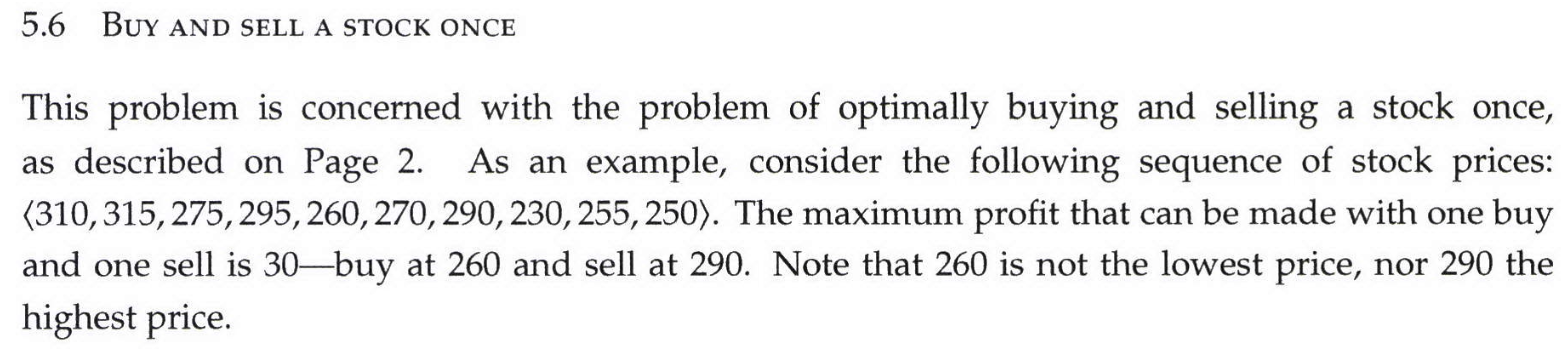 5.6 BUY AND SELL A STOCK ONCE
This problem is concerned with the problem of optimally buying and selling a stock once,
as described on Page 2. As an example, consider the following sequence of stock prices:
⟨310, 315, 275, 295, 260, 270, 290, 230, 255, 250⟩. The maximum profit that can be made with one buy
and one sell is 30—buy at 260 and sell at 290. Note that 260 is not the lowest price, nor 290 the
highest price.